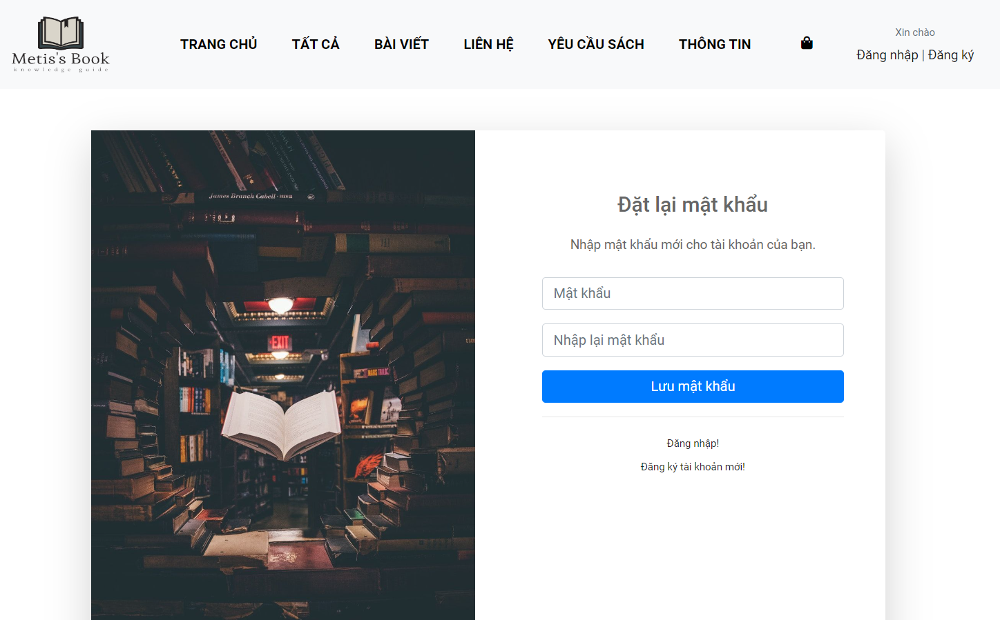 Metis's Book
knowledge guide
TRANG CHỦ
TẤT CẢ
BÀI VIẾT
LIÊN HỆ
YÊU CẦU SÁCH
THÔNG TIN
Xin chào
Đăng nhập | Đăng ký
James Branch Cabell
EXIT
Đặt lại mật khẩu
Nhập mật khẩu mới cho tài khoản của bạn.
Mật khẩu
Nhập lại mật khẩu
Lưu mật khẩu
Đăng nhập!
Đăng ký tài khoản mới!